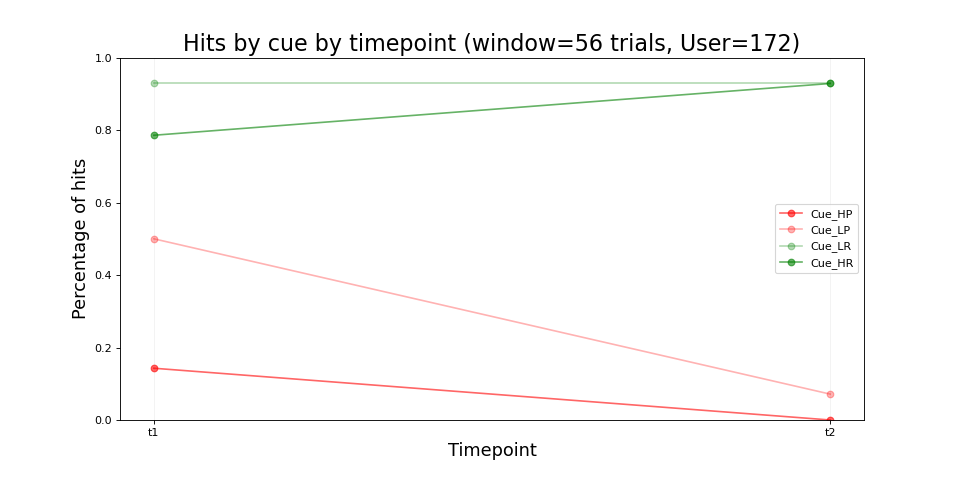 Hits by cue by timepoint (window=56 trials, User=172)
Percentage of hits
1.0
0.8
0.6
0.4
0.2
0.0
Cue_HP
Cue_LP
Cue_LR
Cue_HR
t1
t2
Timepoint